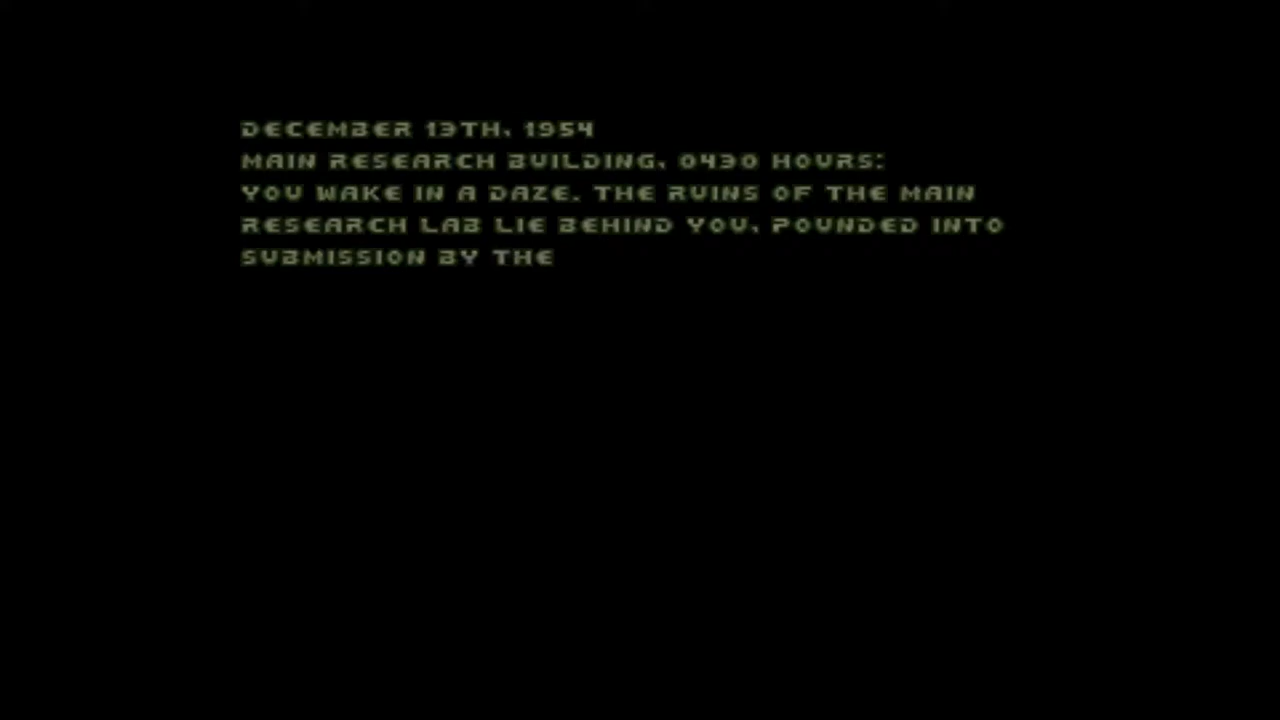 DECEMBER 13TH, 1954
MAIN RESEARCH BUILDING, 0430 HOURS:
YOU WAKE IN A DAZE. THE RUINS OF THE MAIN
RESEARCH LAB LIE BEHIND YOU, POUNDED INTO
SUBMISSION BY THE